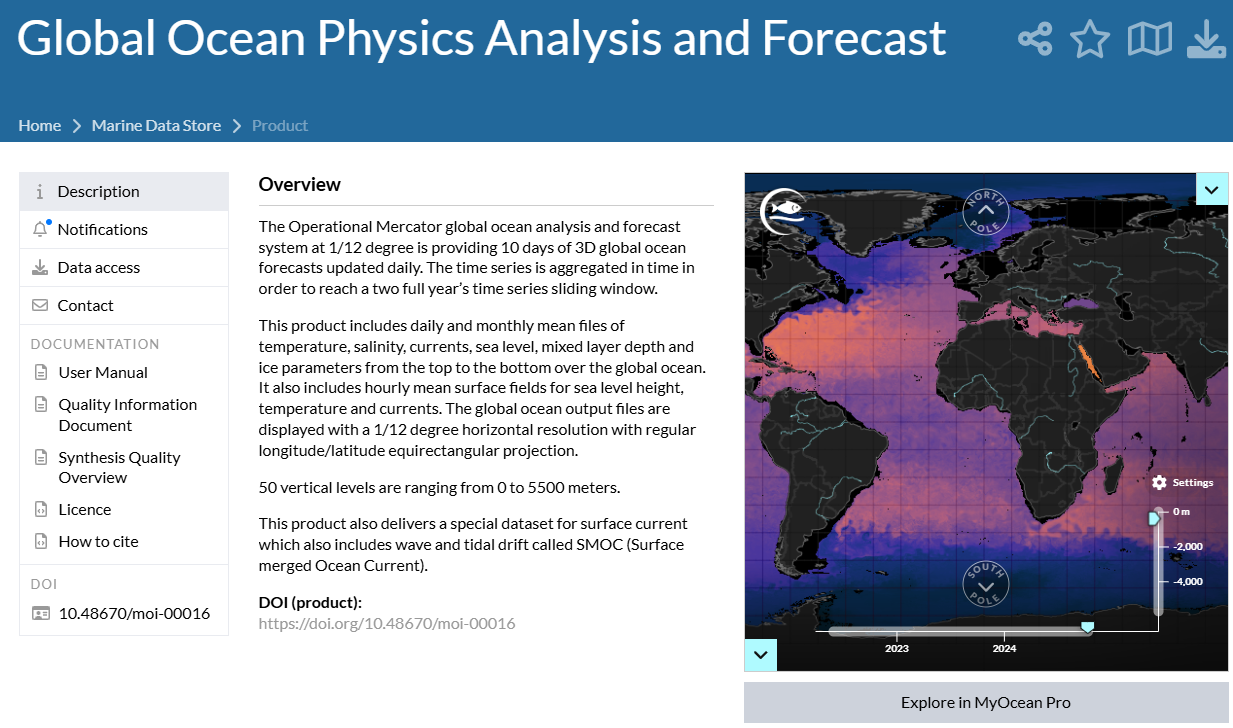 Global Ocean Physics Analysis and Forecast
Home
Marine Data Store
Product
Description
Notifications
Data access
Contact
DOCUMENTATION
User Manual
Quality Information
Document
Synthesis Quality
Overview
Licence
How to cite
DOI
10.48670/moi-00016
Overview
The Operational Mercator global ocean analysis and forecast
system at 1/12 degree is providing 10 days of 3D global ocean
forecasts updated daily. The time series is aggregated in time in
order to reach a two full year's time series sliding window.
This product includes daily and monthly mean files of
temperature, salinity, currents, sea level, mixed layer depth and
ice parameters from the top to the bottom over the global ocean.
It also includes hourly mean surface fields for sea level height,
temperature and currents. The global ocean output files are
displayed with a 1/12 degree horizontal resolution with regular
longitude/latitude equirectangular projection.
50 vertical levels are ranging from 0 to 5500 meters.
This product also delivers a special dataset for surface current
which also includes wave and tidal drift called SMOC (Surface
merged Ocean Current).
DOI (product):
https://doi.org/10.48670/moi-00016
NORTH
POLE
Settings
0 m
-2,000
-4,000
SOUTH
POLE
2023
2024
Explore in MyOcean Pro